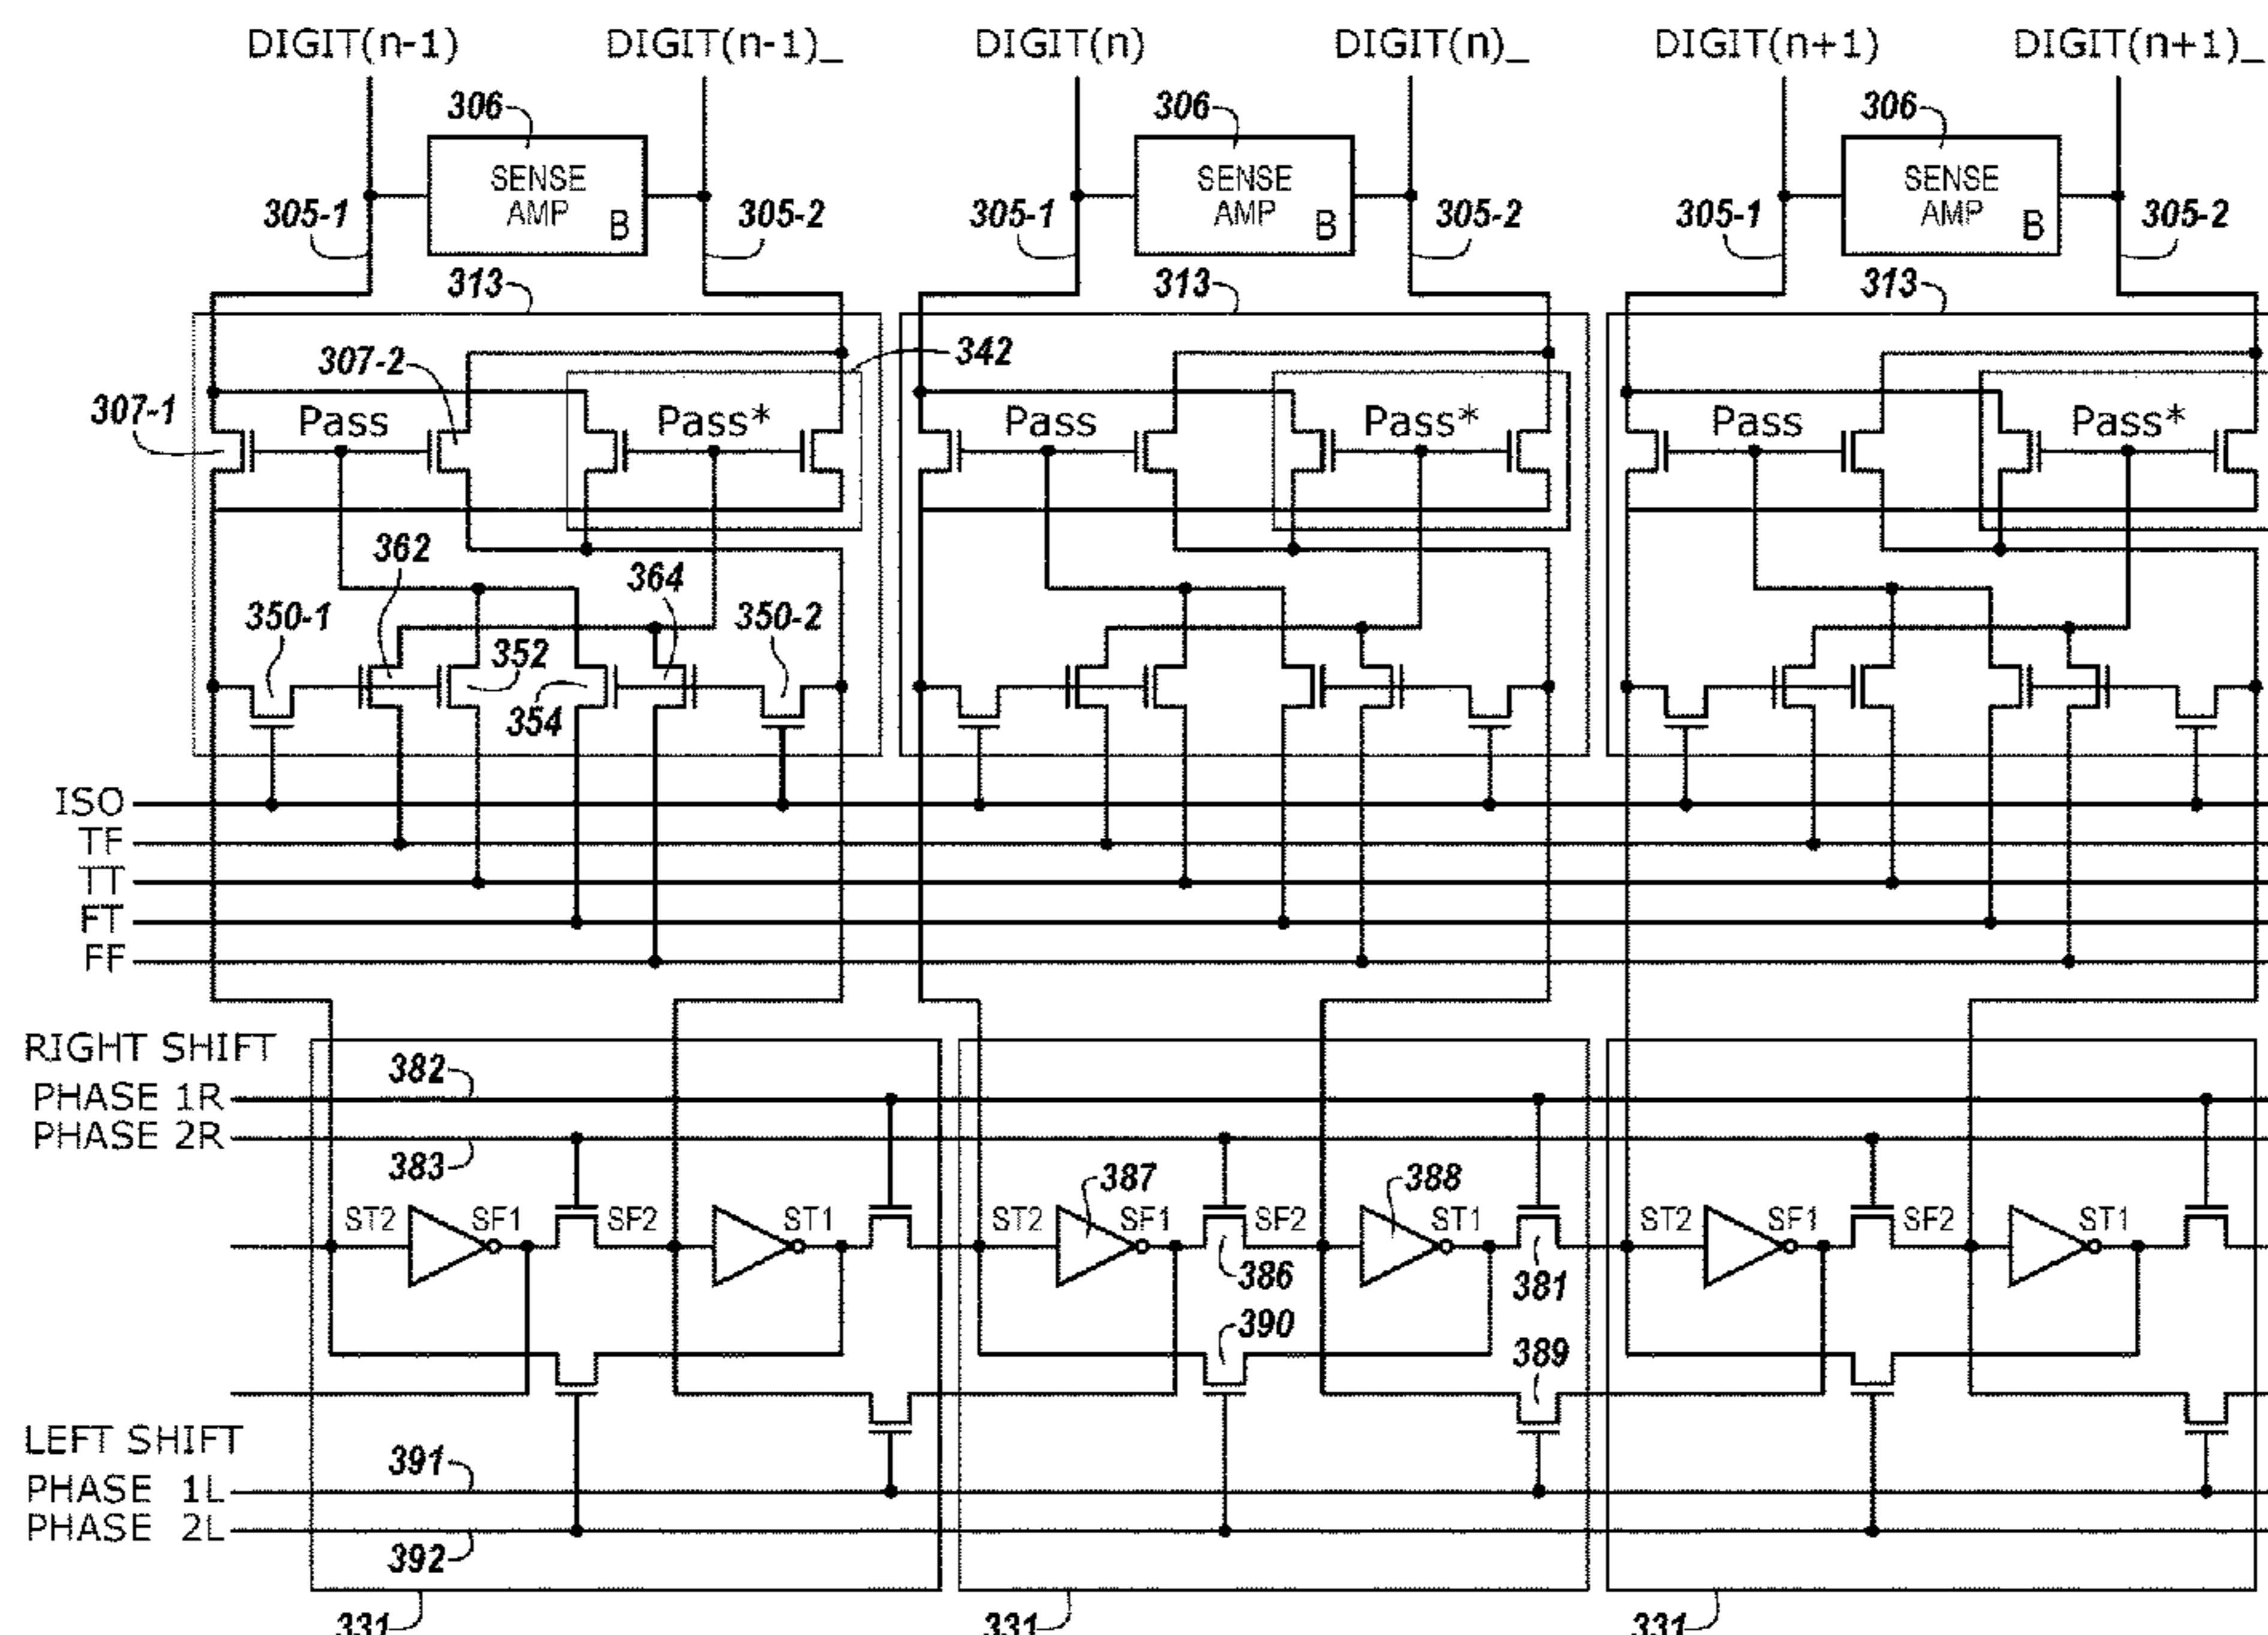 DIGIT(n-1) DIGIT(n-1)_ DIGIT(n) DIGIT(n)_ DIGIT(n+1) DIGIT(n+1)_
306 306 306
SENSE AMP B SENSE AMP B SENSE AMP B
305-1 305-2 305-1 305-2 305-1 305-2
313 313 313
307-2 342
307-1 Pass Pass* Pass Pass* Pass Pass*
362 364
350-1 352 354 350-2
ISO
TF
TT
FT
FF
RIGHT SHIFT
PHASE 1R 382
PHASE 2R
383
387 388
ST2 SF1 SF2 ST1 ST2 SF1 SF2 ST1 ST2 SF1 SF2 ST1
386 381
390 389
LEFT SHIFT
391
PHASE 1L
PHASE 2L
392
331 331 331